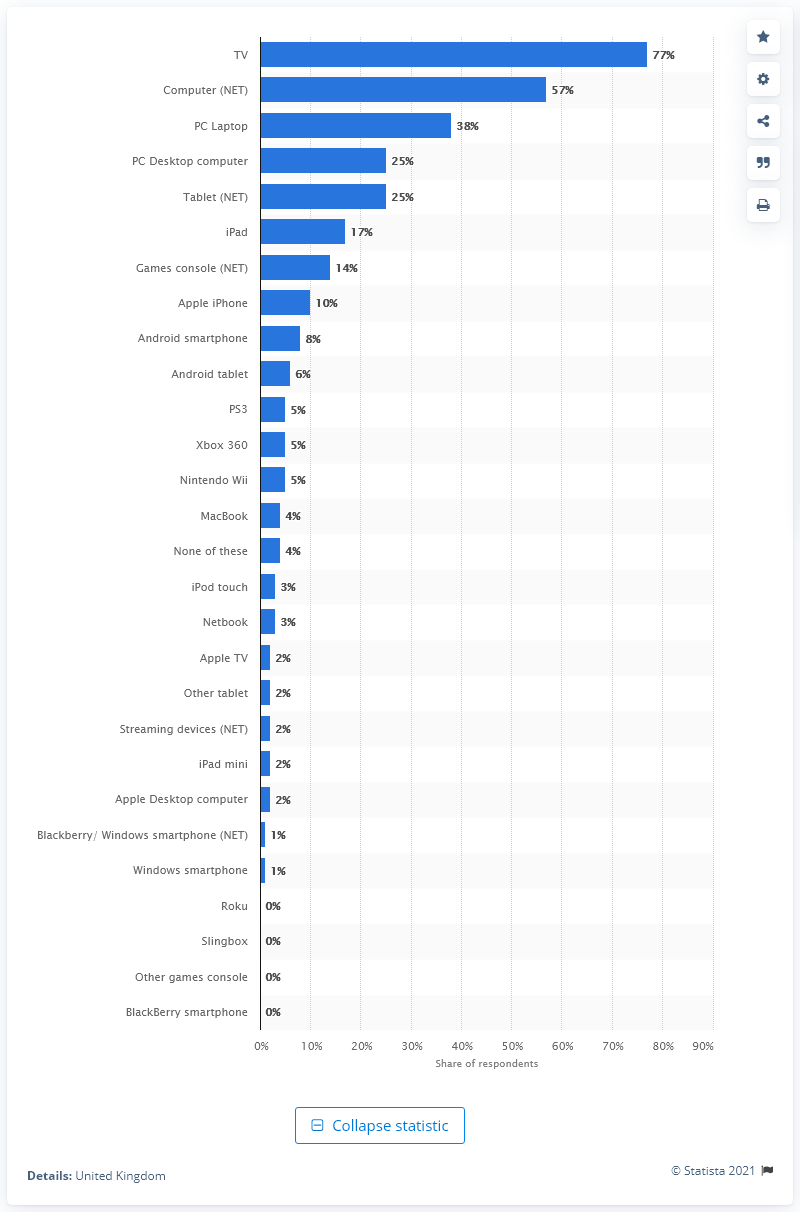 TV 77%
Computer (NET) 57%
PC Laptop 38%
PC Desktop computer 25%
Tablet (NET) 25%
iPad 17%
Games console (NET) 14%
Apple iPhone 10%
Android smartphone 8%
Android tablet 6%
PS3 5%
Xbox 360 5%
Nintendo Wii 5%
MacBook 4%
None of these 4%
iPod touch 3%
Netbook 3%
Apple TV 2%
Other tablet 2%
Streaming devices (NET) 2%
iPad mini 2%
Apple Desktop computer 2%
Blackberry/ Windows smartphone (NET) 1%
Windows smartphone 1%
Roku 0%
Slingbox 0%
Other games console 0%
BlackBerry smartphone 0%
0% 10% 20% 30% 40% 50% 60% 70% 80% 90%
Share of respondents
Collapse statistic
Details: United Kingdom
© Statista 2021